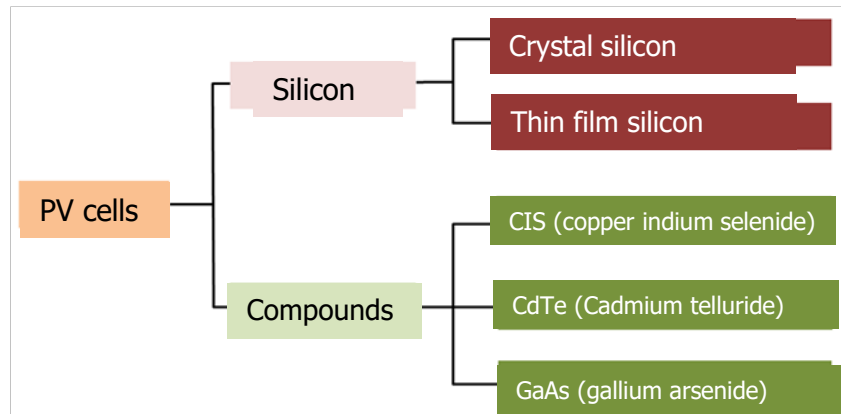 Crystal silicon
Silicon
Thin film silicon
PV cells
CIS (copper indium selenide)
Compounds
CdTe (Cadmium telluride)
GaAs (gallium arsenide)